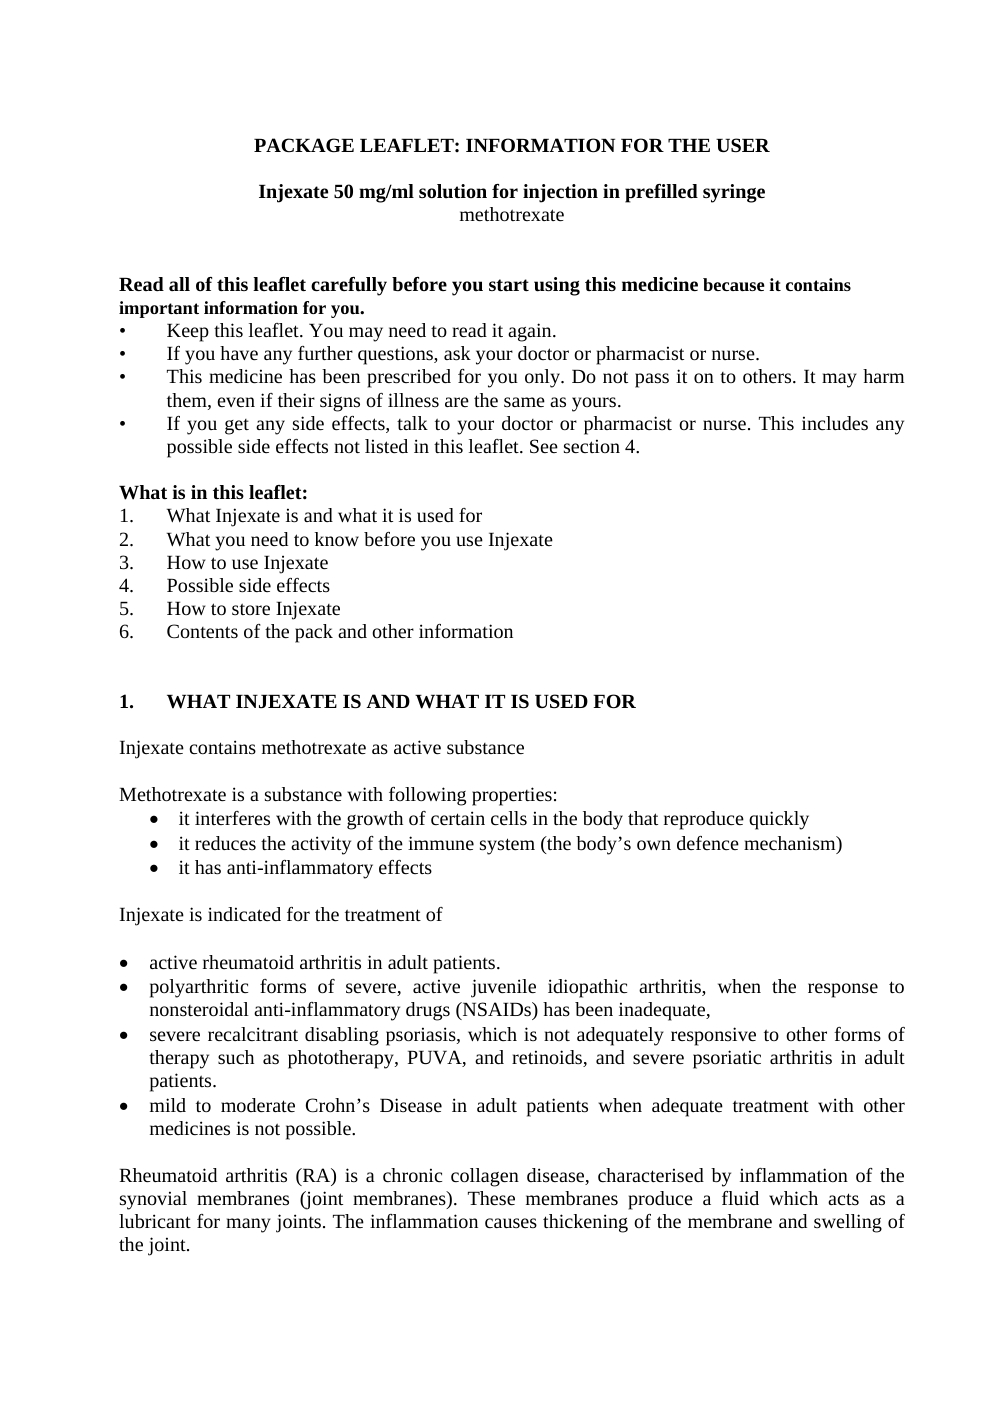 PACKAGE LEAFLET: INFORMATION FOR THE USER
Injexate 50 mg/ml solution for injection in prefilled syringe
methotrexate
Read all of this leaflet carefully before you start using this medicine because it contains
important information for you.
• Keep this leaflet. You may need to read it again.
• If you have any further questions, ask your doctor or pharmacist or nurse.
• This medicine has been prescribed for you only. Do not pass it on to others. It may harm
them, even if their signs of illness are the same as yours.
• If you get any side effects, talk to your doctor or pharmacist or nurse. This includes any
possible side effects not listed in this leaflet. See section 4.
What is in this leaflet:
1. What Injexate is and what it is used for
2. What you need to know before you use Injexate
3. How to use Injexate
4. Possible side effects
5. How to store Injexate
6. Contents of the pack and other information
1. WHAT INJEXATE IS AND WHAT IT IS USED FOR
Injexate contains methotrexate as active substance
Methotrexate is a substance with following properties:
• it interferes with the growth of certain cells in the body that reproduce quickly
• it reduces the activity of the immune system (the body’s own defence mechanism)
• it has anti-inflammatory effects
Injexate is indicated for the treatment of
• active rheumatoid arthritis in adult patients.
• polyarthritic forms of severe, active juvenile idiopathic arthritis, when the response to
nonsteroidal anti-inflammatory drugs (NSAIDs) has been inadequate,
• severe recalcitrant disabling psoriasis, which is not adequately responsive to other forms of
therapy such as phototherapy, PUVA, and retinoids, and severe psoriatic arthritis in adult
patients.
• mild to moderate Crohn’s Disease in adult patients when adequate treatment with other
medicines is not possible.
Rheumatoid arthritis (RA) is a chronic collagen disease, characterised by inflammation of the
synovial membranes (joint membranes). These membranes produce a fluid which acts as a
lubricant for many joints. The inflammation causes thickening of the membrane and swelling of
the joint.